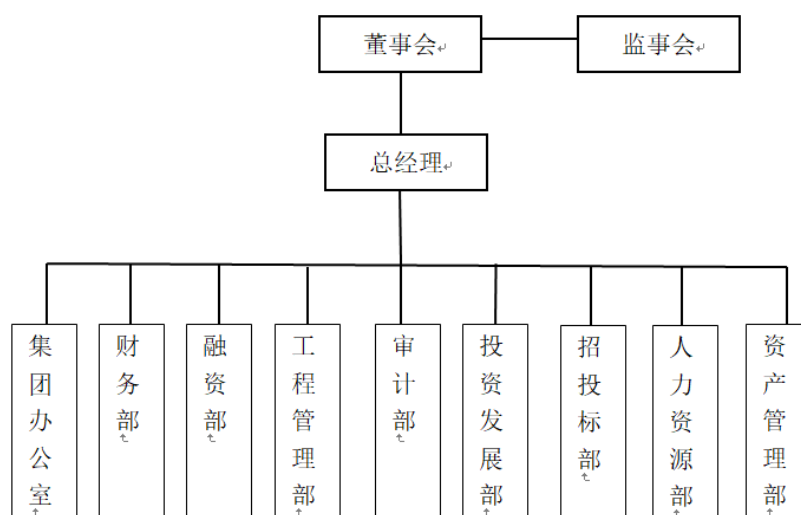 董事会
监事会
总经理
集团办公室
财务部
融资部
工程管理部
审计部
投资发展部
招投标部
人力资源部
资产管理部